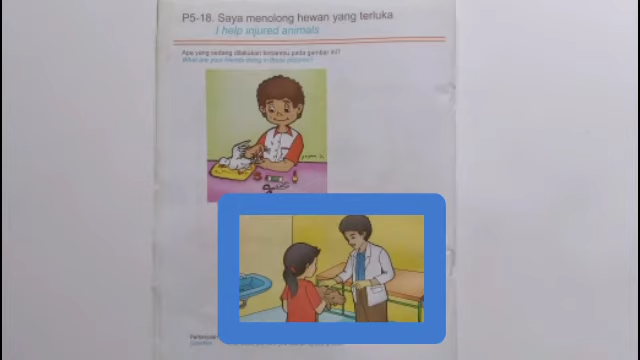 P5-18. Saya menolong hewan yang terluka
I help injured animals
Apa yang sedang dilakukan temanmu pada gambar ini?
What are your friends doing in these pictures?